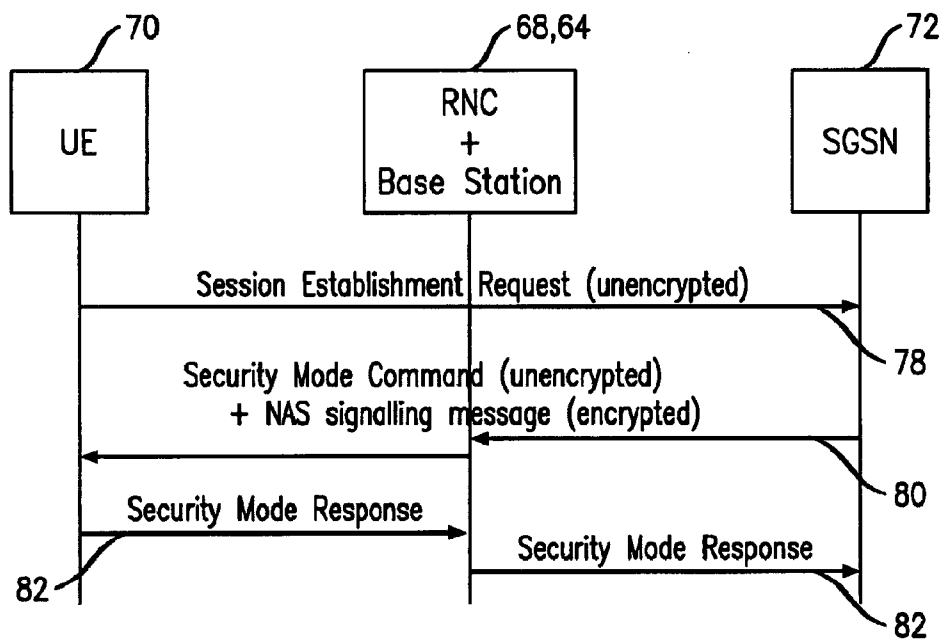 70
68,64
72
UE
RNC
+
Base Station
SGSN
Session Establishment Request (unencrypted)
78
Security Mode Command (unencrypted)
+ NAS signalling message (encrypted)
80
Security Mode Response
Security Mode Response
82
82